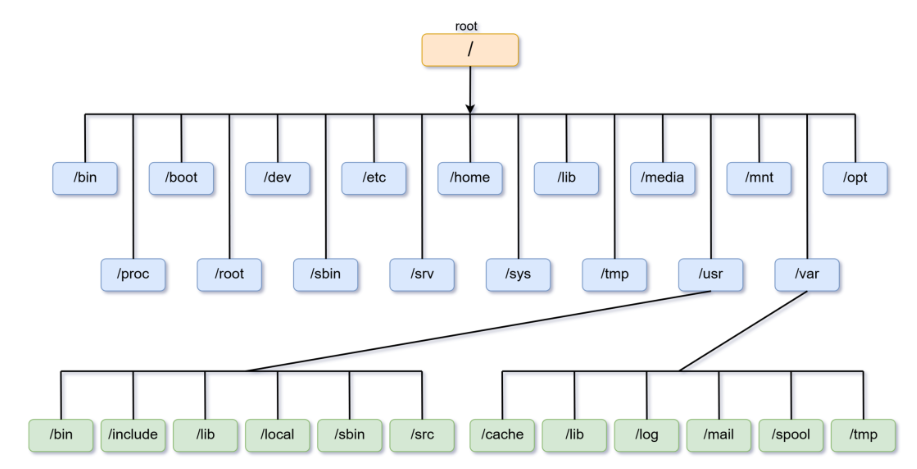 root
/
/bin /boot /dev /etc /home /lib /media /mnt /opt
/proc /root /sbin /srv /sys /tmp /usr /var
/bin /include /lib /local /sbin /src /cache /lib /log /mail /spool /tmp